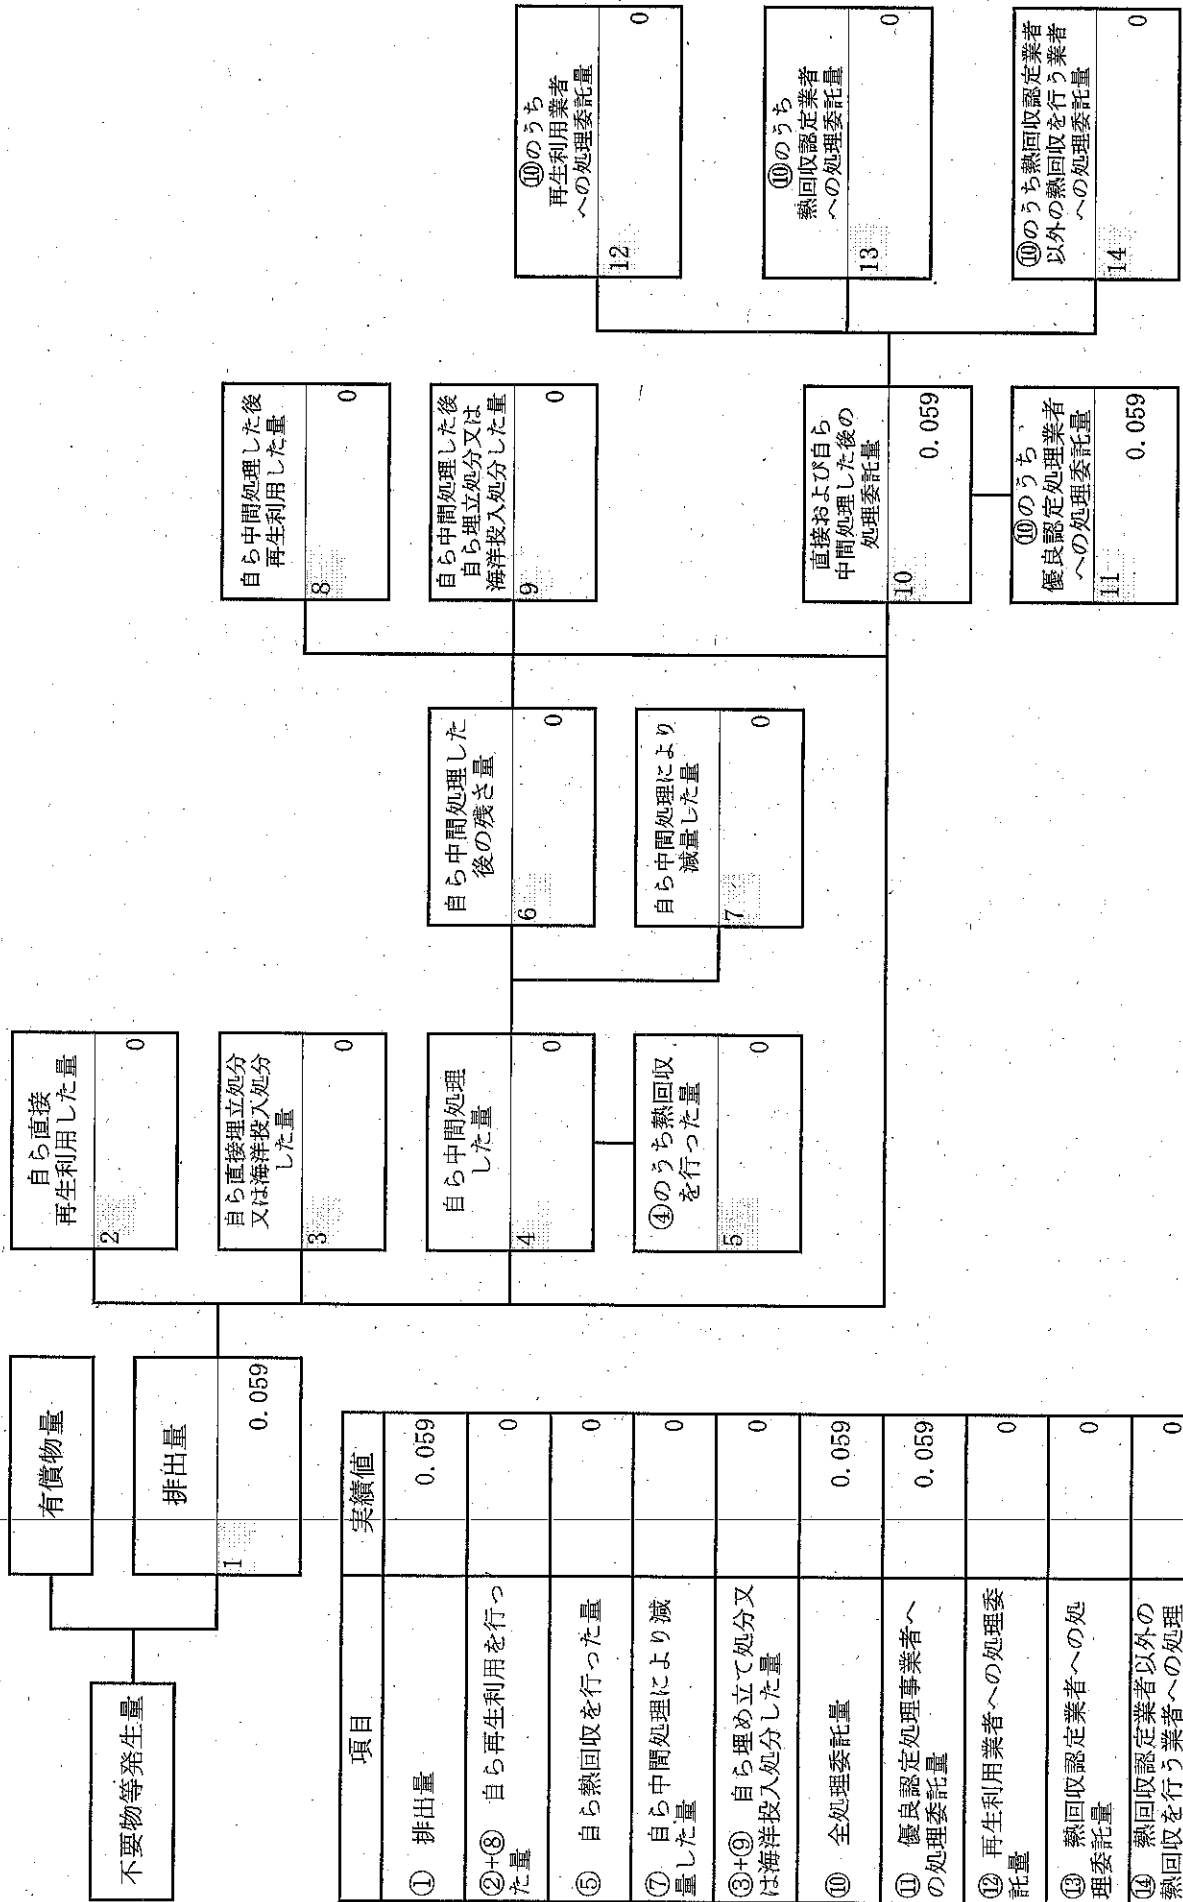 不要物等発生量
有償物量
排出量
1
0.059
自ら直接
再生利用した量
2
0
自ら直接埋立処分
又は海洋投入処分
した量
3
0
自ら中間処理
した量
4
0
④のうち熱回収
を行った量
5
0
自ら中間処理した
後の残さ量
6
0
自ら中間処理により
減量した量
7
0
自ら中間処理した後
再生利用した量
8
0
自ら中間処理した後
自ら埋立処分又は
海洋投入処分した量
9
0
直接および自ら
中間処理した後の
処理委託量
10
0.059
⑩のうち
優良認定処理業者
への処理委託量
11
0.059
⑩のうち
再生利用業者
への処理委託量
12
0
⑩のうち
熱回収認定業者
への処理委託量
13
0
⑩のうち熱回収認定業者
以外の熱回収を行う業者
への処理委託量
14
0
項目 実績値
① 排出量 0.059
②+⑧ 自ら再生利用を行っ
た量 0
⑤ 自ら熱回収を行った量 0
⑦ 自ら中間処理により減
量した量 0
③+⑨ 自ら埋め立て処分又
は海洋投入処分した量 0
⑩ 全処理委託量 0.059
⑪ 優良認定処理事業者へ
の処理委託量 0.059
⑫ 再生利用業者への処理委
託量 0
⑬ 熱回収認定業者への処
理委託量 0
⑭ 熱回収認定業者以外の
熱回収を行う業者への処理 0